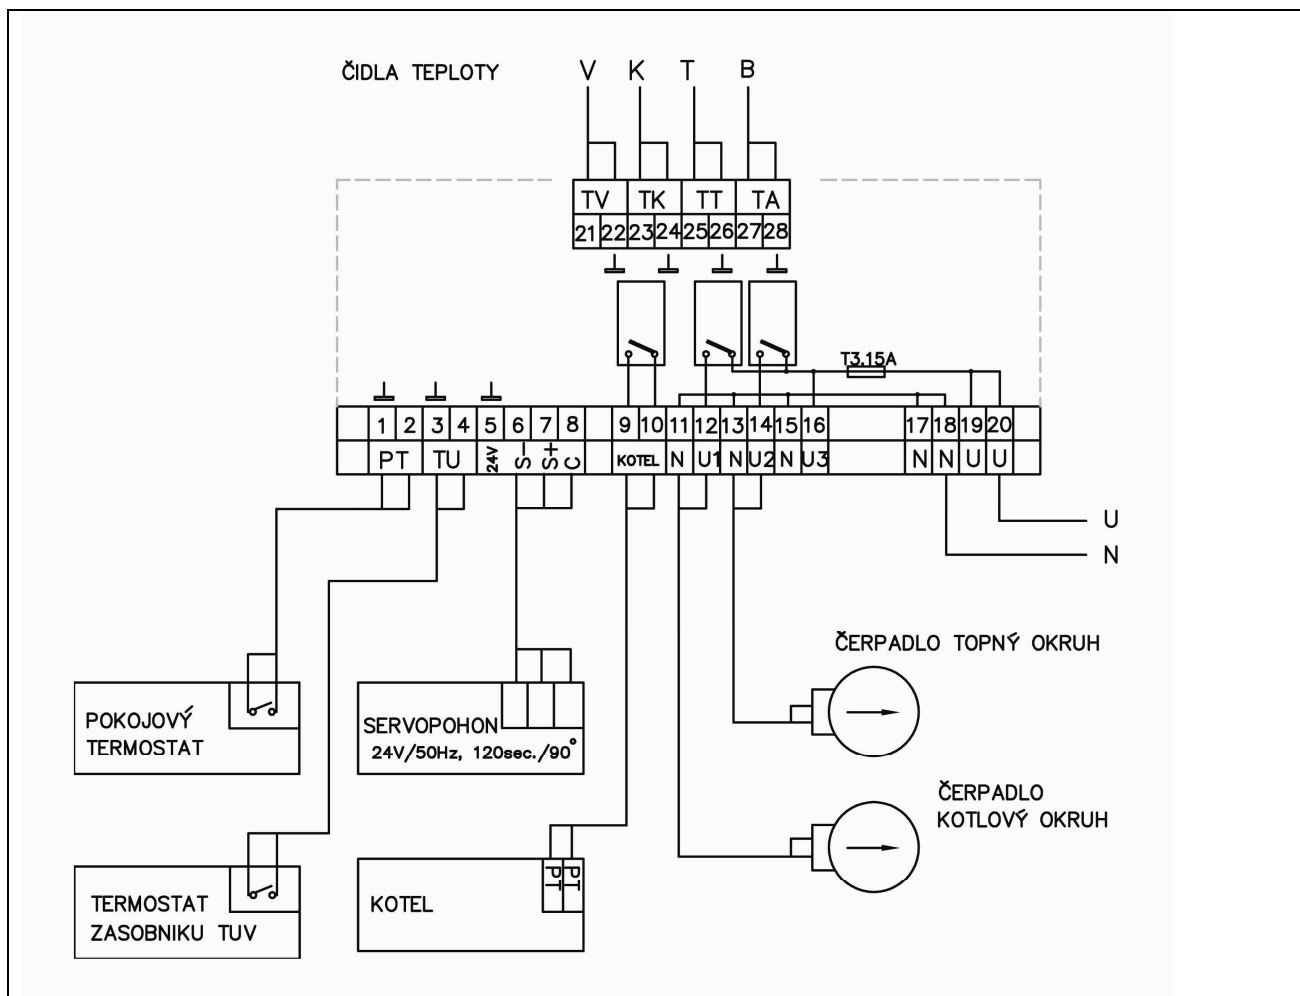 ČIDLA TEPLOTY V K T B
TV TK TT TA
21 22 23 24 25 26 27 28
T3.15A
1 2 3 4 5 6 7 8 9 10 11 12 13 14 15 16 17 18 19 20
PT TU 24V S- S+ C KOTEL N U1 N U2 N U3 N N U U
U
N
ČERPADLO TOPNÝ OKRUH
POKOJOVÝ
TERMOSTAT
SERVOPOHON
24V/50Hz, 120sec./90°
ČERPADLO
KOTLOVÝ OKRUH
PT PT
TERMOSTAT
ZASOBNIKU TUV
KOTEL